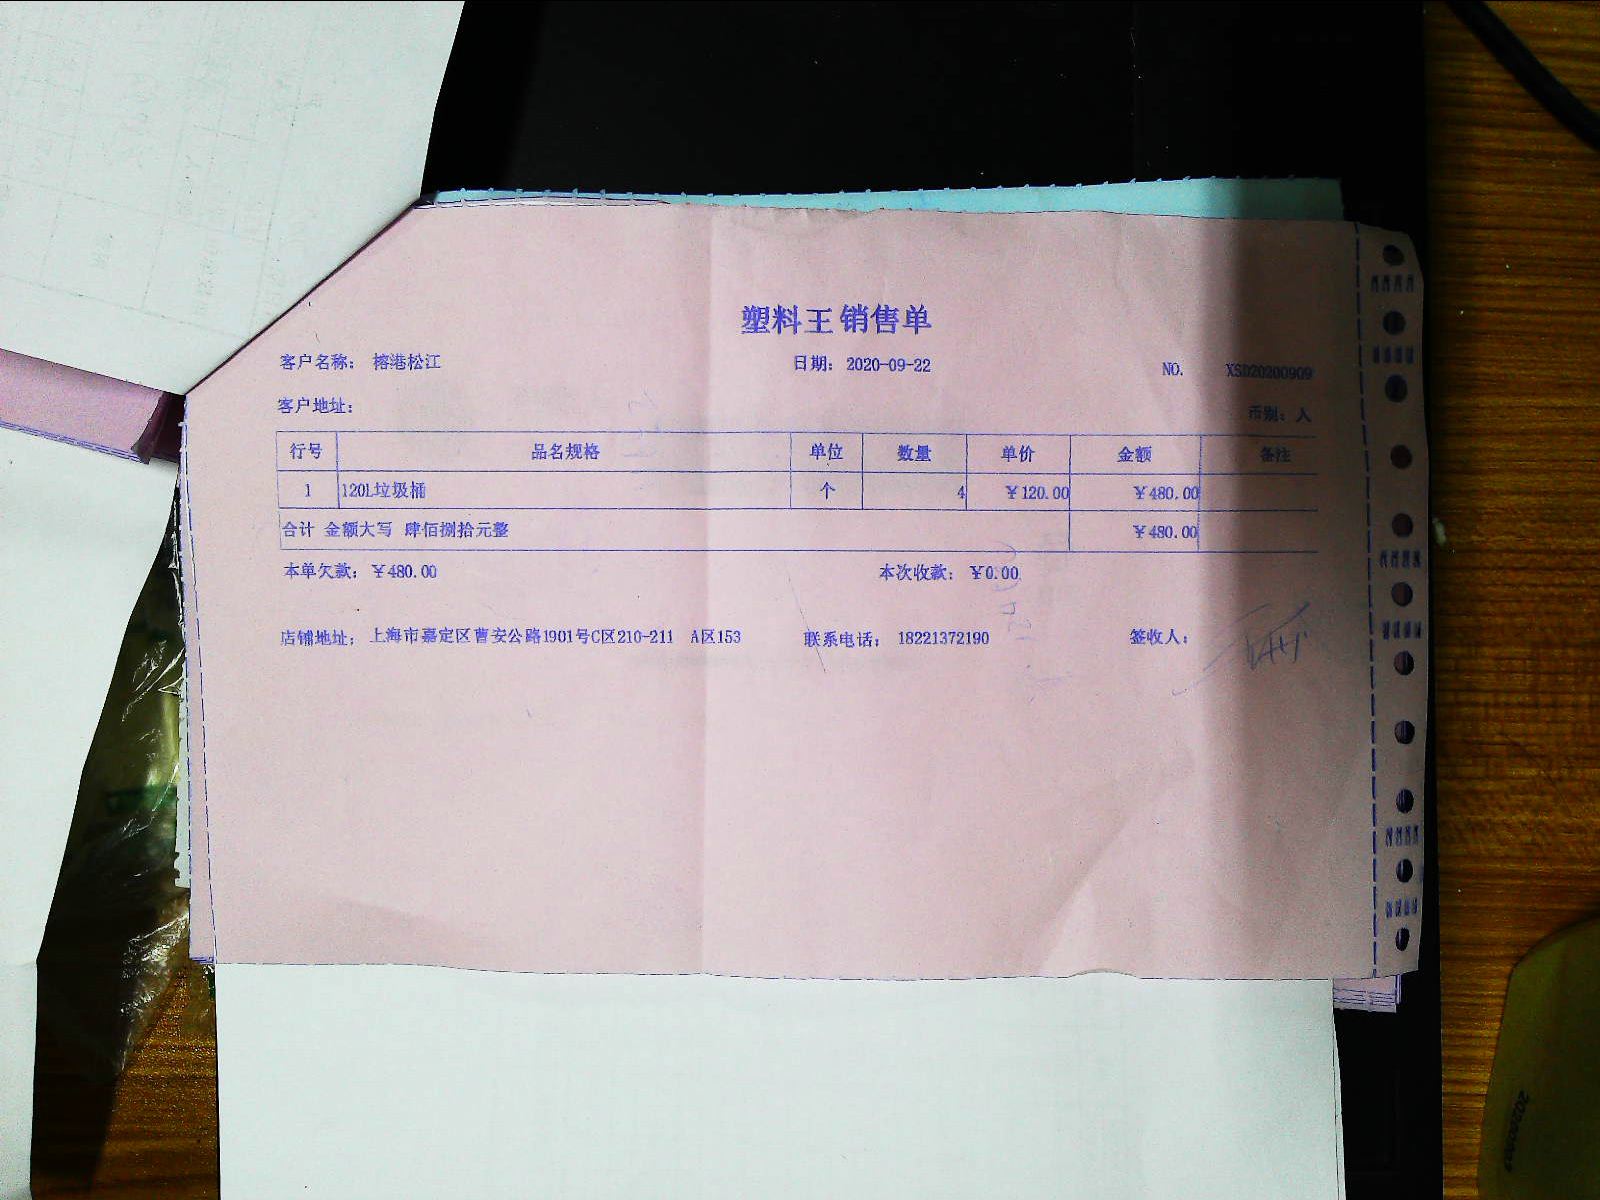 塑料王销售单
客户名称： 榕港松江 日期：2020-09-22 NO. XSD20200909
客户地址： 币别：人
行号 品名规格 单位 数量 单价 金额 备注
1 120L垃圾桶 个 4 ￥120.00 ￥480.00
合计 金额大写 肆佰捌拾元整 ￥480.00
本单欠款：￥480.00 本次收款：￥0.00
店铺地址： 上海市嘉定区曹安公路1901号C区210-211 A区153 联系电话： 18221372190 签收人：